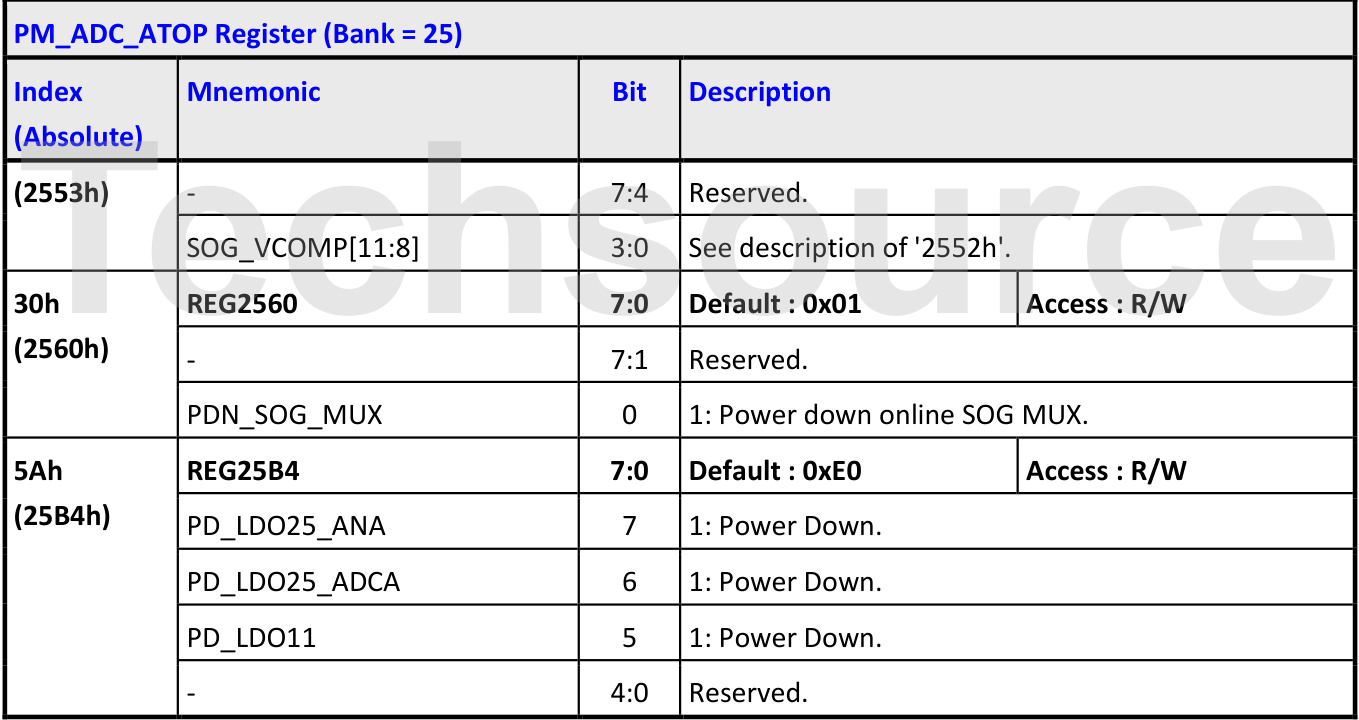 PM_ADC_ATOP Register (Bank = 25)
Index (Absolute) Mnemonic Bit Description
(2553h) - 7:4 Reserved.
SOG_VCOMP[11:8] 3:0 See description of '2552h'.
30h (2560h) REG2560 7:0 Default : 0x01 Access : R/W
- 7:1 Reserved.
PDN_SOG_MUX 0 1: Power down online SOG MUX.
5Ah (25B4h) REG25B4 7:0 Default : 0xE0 Access : R/W
PD_LDO25_ANA 7 1: Power Down.
PD_LDO25_ADCA 6 1: Power Down.
PD_LDO11 5 1: Power Down.
- 4:0 Reserved.
Techsource